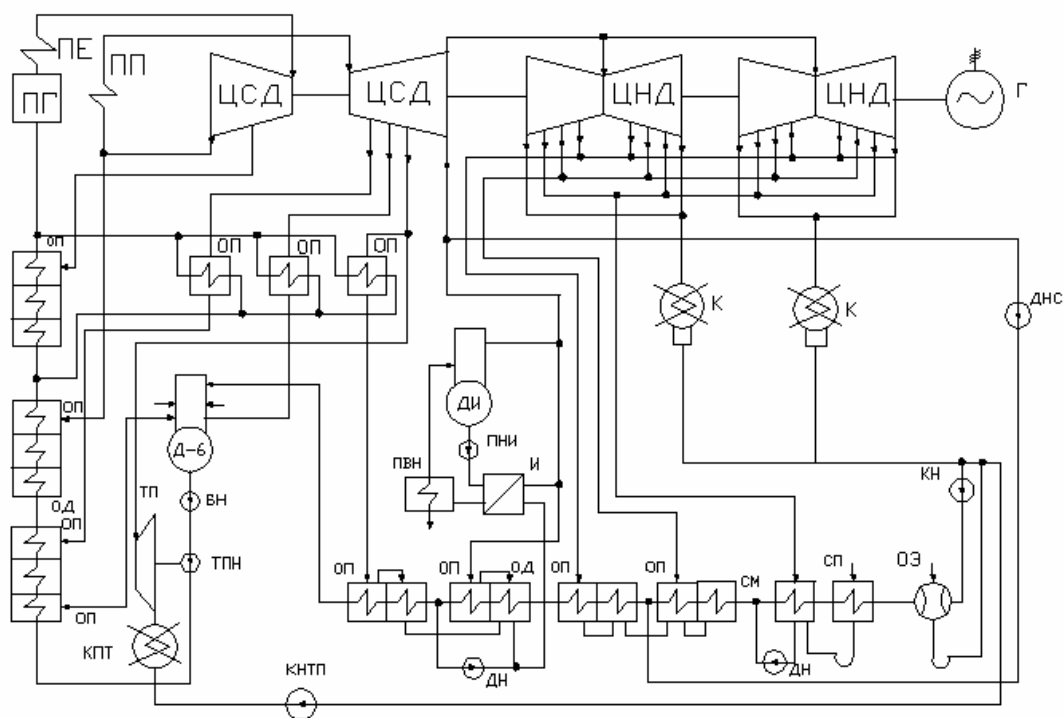 ПЕ
ПП
ПГ
ЦСД
ЦСД
ЦНД
ЦНД
Г
ОП
ОП
ОП
ОП
К
К
ДНС
ОП
Д-6
ДИ
ПНИ
ПВН
И
КН
ОД
ОП
ТП
БН
ТПН
ОП
ОП
ОД
ОП
ОП
СМ
СП
ОЭ
ОП
КПТ
КНТП
ДН
ДН